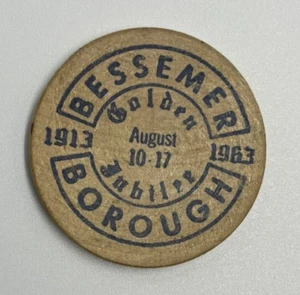 BESSEMER
Golden
1913 August 1963
10-17
Jubilee
BOROUGH